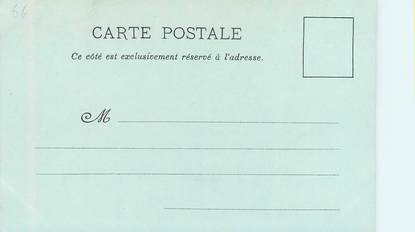 66
CARTE POSTALE
Ce côté est exclusivement réservé à l'adresse.
M